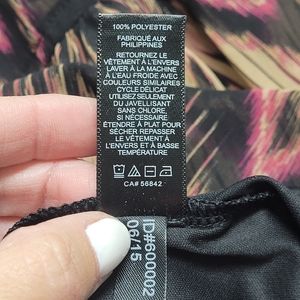 100% POLYESTER
FABRIQUÉ AUX
PHILIPPINES
RETOURNEZ LE
VÊTEMENT À L'ENVERS
LAVER À LA MACHINE
À L'EAU FROIDE AVEC
COULEURS SIMILAIRES
CYCLE DÉLICAT
UTILISEZ SEULEMENT
DU JAVELLISANT
SANS CHLORE,
SI NÉCESSAIRE
ÉTENDRE À PLAT POUR
SÉCHER REPASSER
LE VÊTEMENT À
L'ENVERS ET À BASSE
TEMPÉRATURE
CA# 56842
ID#600002
06/15